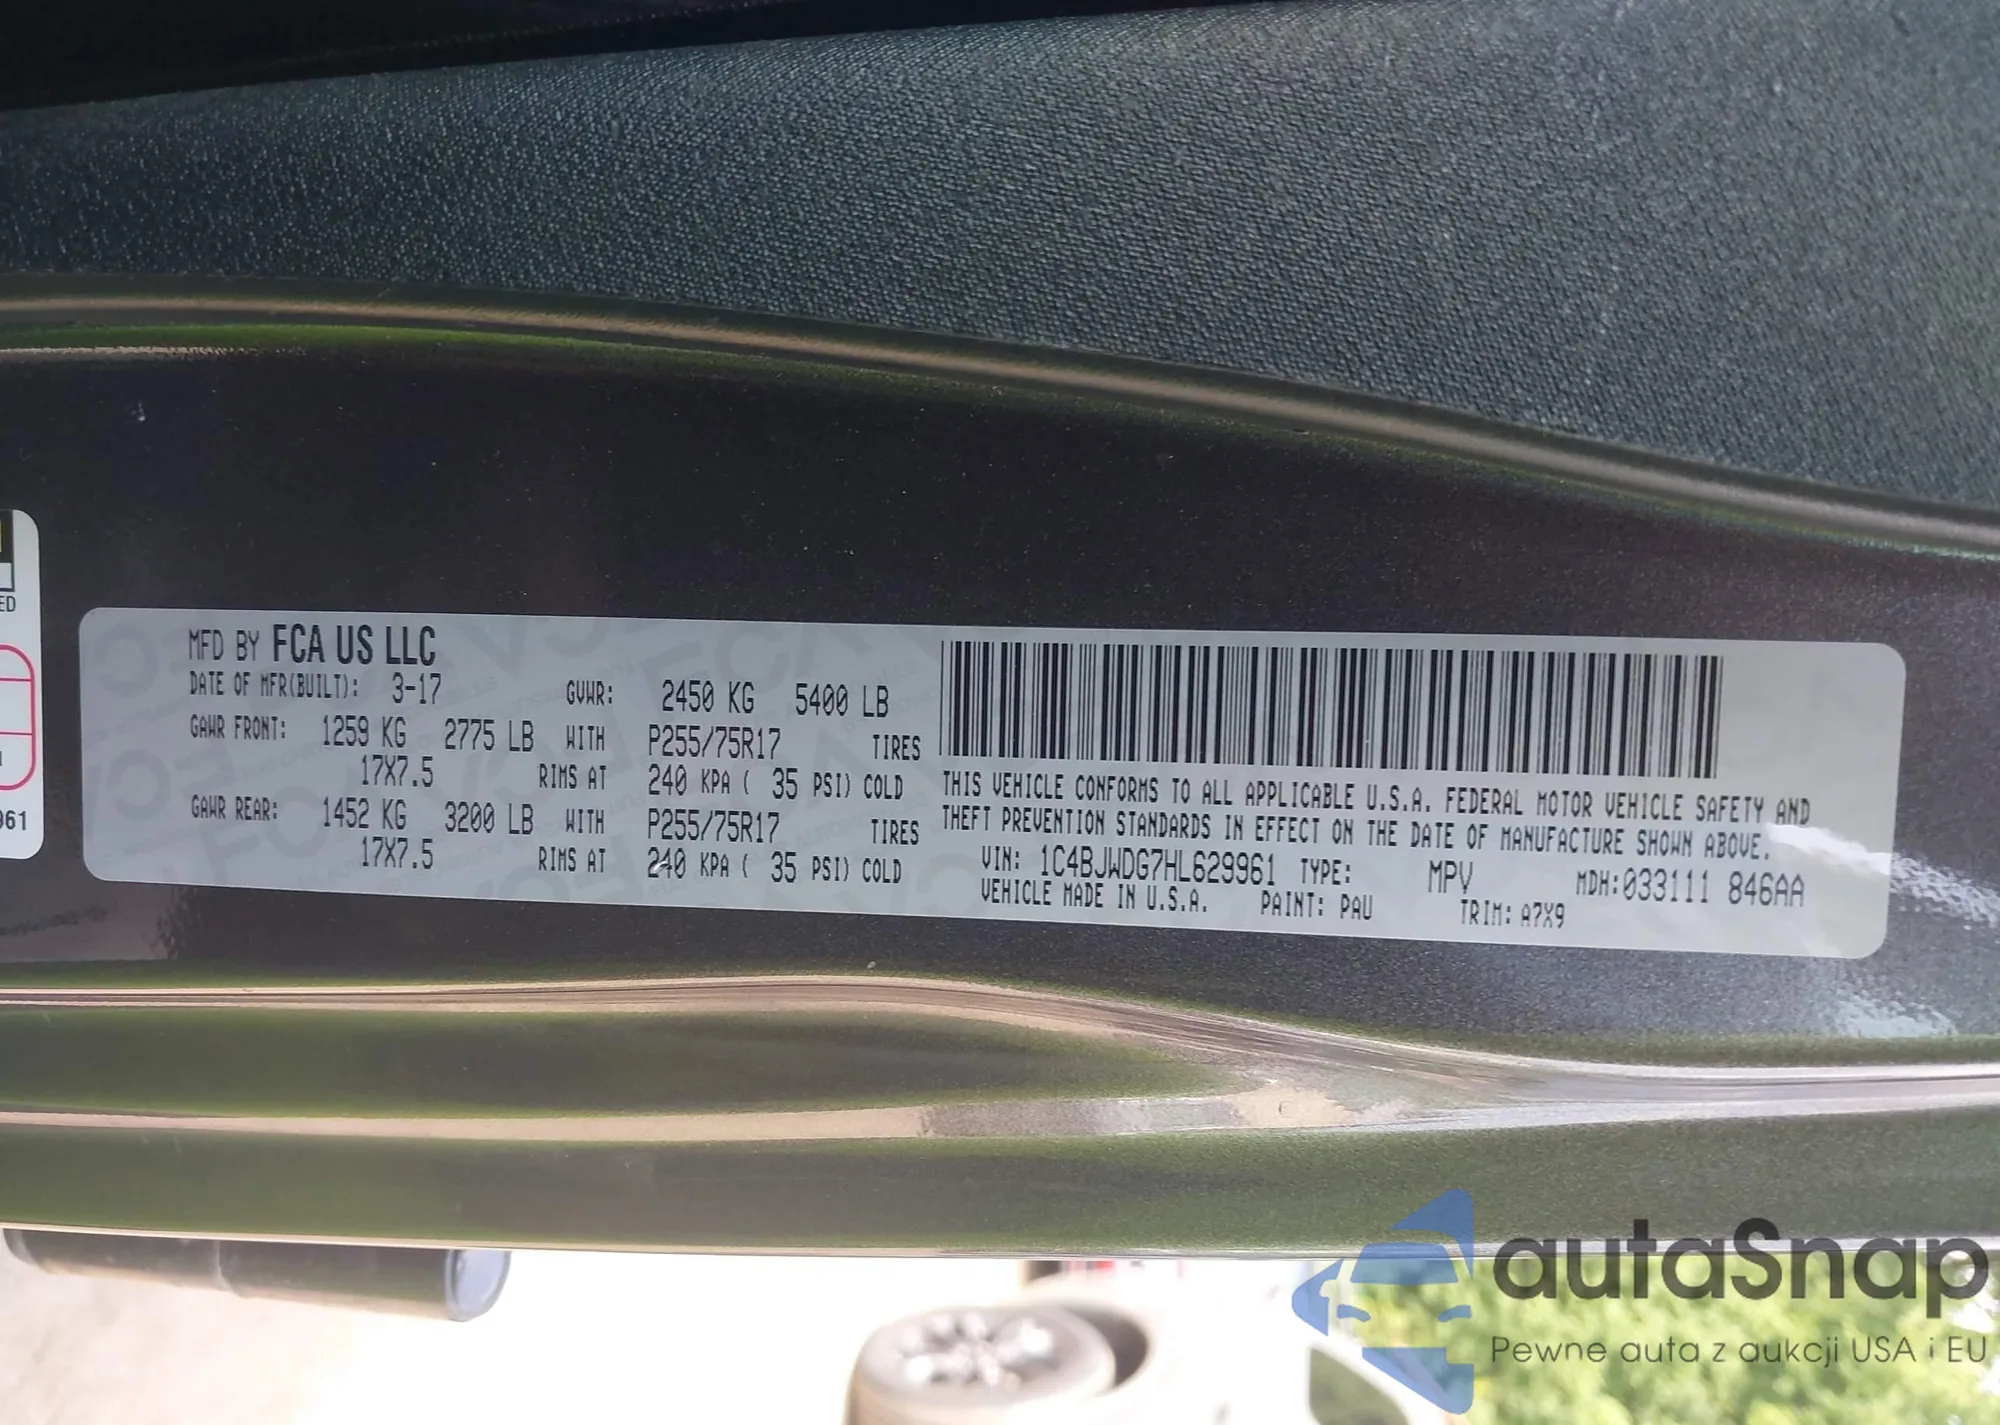 ED
961
MFD BY FCA US LLC
DATE OF MFR(BUILT): 3-17 GVWR: 2450 KG 5400 LB
GAWR FRONT: 1259 KG 2775 LB WITH P255/75R17 TIRES
17X7.5 RIMS AT 240 KPA ( 35 PSI) COLD
GAWR REAR: 1452 KG 3200 LB WITH P255/75R17 TIRES
17X7.5 RIMS AT 240 KPA ( 35 PSI) COLD
THIS VEHICLE CONFORMS TO ALL APPLICABLE U.S.A. FEDERAL MOTOR VEHICLE SAFETY AND
THEFT PREVENTION STANDARDS IN EFFECT ON THE DATE OF MANUFACTURE SHOWN ABOVE.
VIN: 1C4BJWDG7HL629961 TYPE: MPV MDH:033111 846AA
VEHICLE MADE IN U.S.A. PAINT: PAU TRIM: A7X9
autaSnap
Pewne auta z aukcji USA i EU